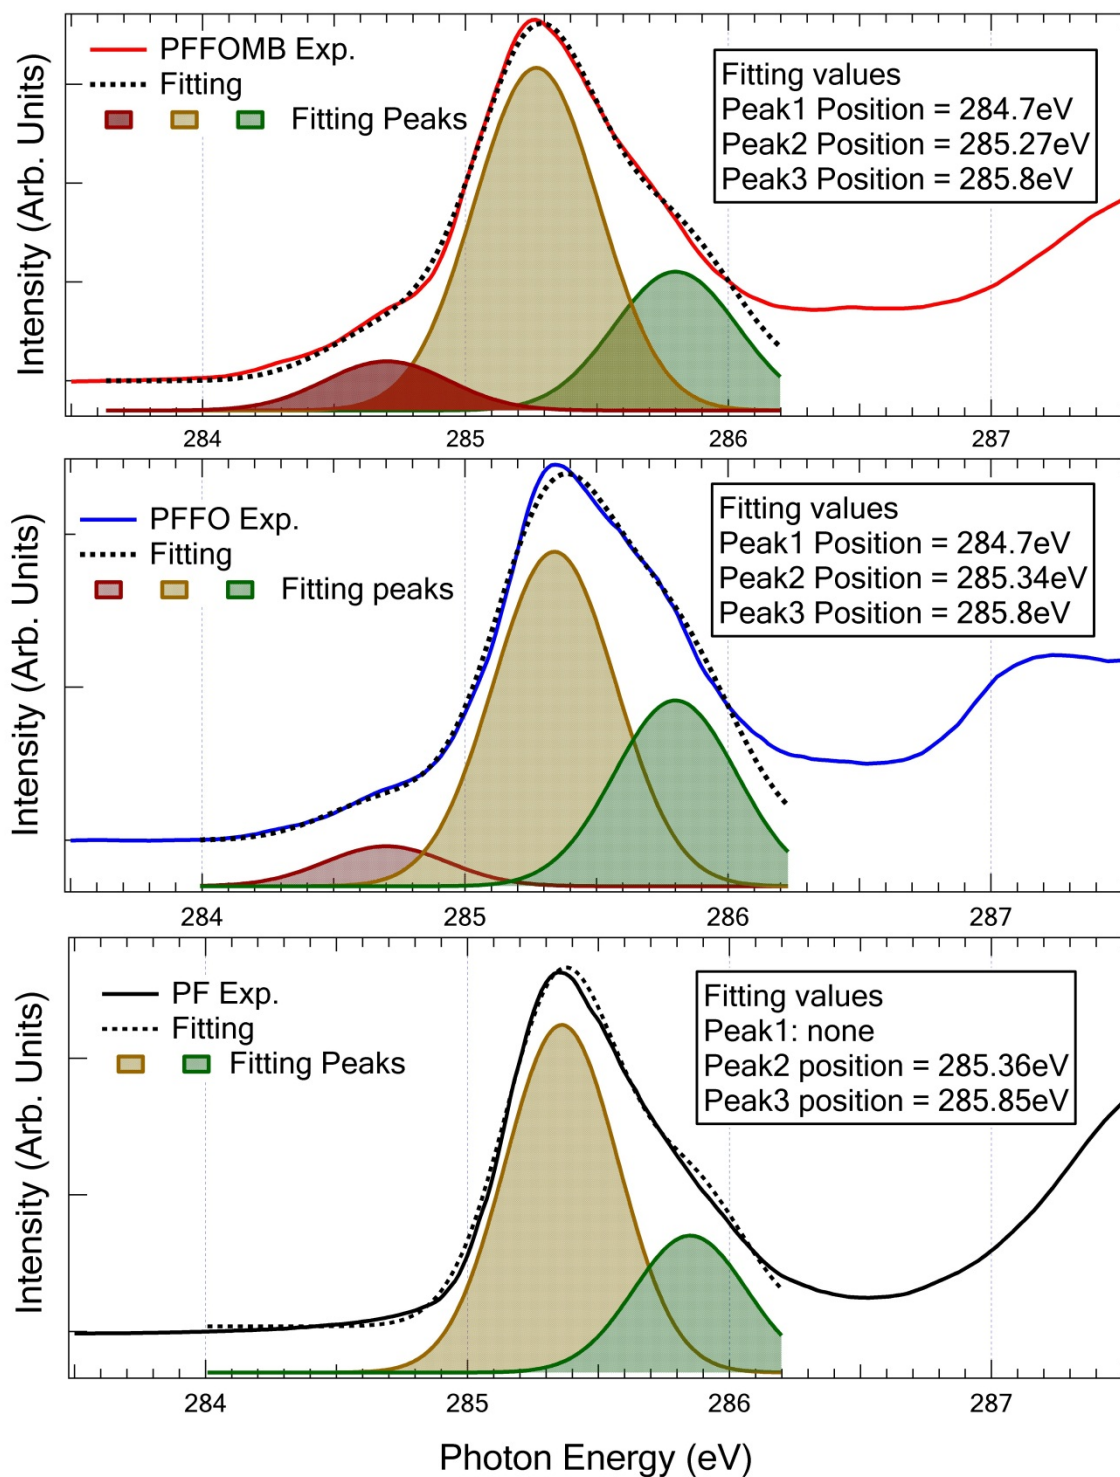 PFFOMB Exp.
Fitting
Fitting Peaks
Fitting values
Peak1 Position = 284.7eV
Peak2 Position = 285.27eV
Peak3 Position = 285.8eV
Intensity (Arb. Units)
284 285 286 287
PFFO Exp.
Fitting
Fitting peaks
Fitting values
Peak1 Position = 284.7eV
Peak2 Position = 285.34eV
Peak3 Position = 285.8eV
Intensity (Arb. Units)
284 285 286 287
PF Exp.
Fitting
Fitting Peaks
Fitting values
Peak1: none
Peak2 position = 285.36eV
Peak3 position = 285.85eV
Intensity (Arb. Units)
284 285 286 287
Photon Energy (eV)